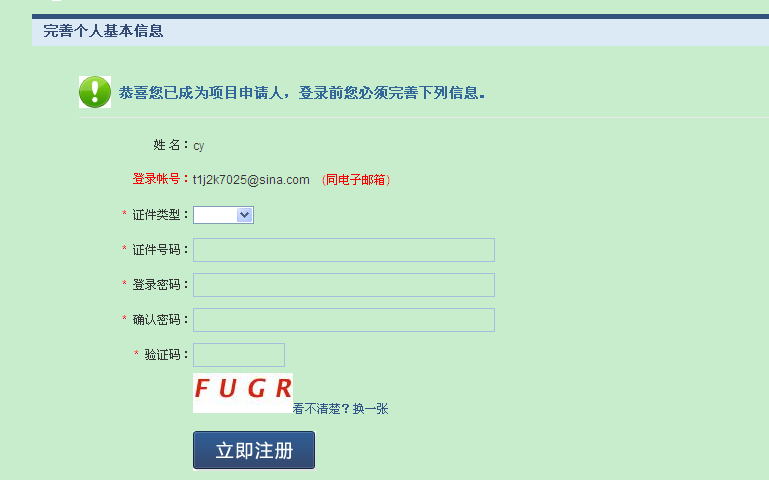 完善个人基本信息
恭喜您已成为项目申请人，登录前您必须完善下列信息。
姓 名：cy
登录帐号：t1j2k7025@sina.com （同电子邮箱）
* 证件类型：
* 证件号码：
* 登录密码：
* 确认密码：
* 验证码：
FUGR 看不清楚？换一张
立即注册